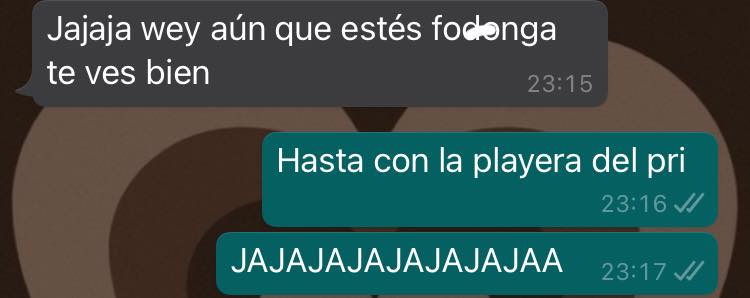 Jajaja wey aún que estés fodonga
te ves bien
23:15
Hasta con la playera del pri
23:16
JAJAJAJAJAJAJAJAA
23:17